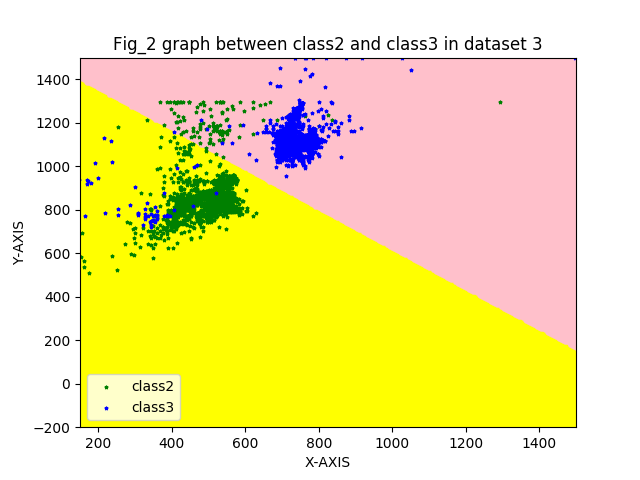 Fig_2 graph between class2 and class3 in dataset 3
1400
1200
1000
800
600
400
200
0
−200
Y-AXIS
class2
class3
200 400 600 800 1000 1200 1400
X-AXIS